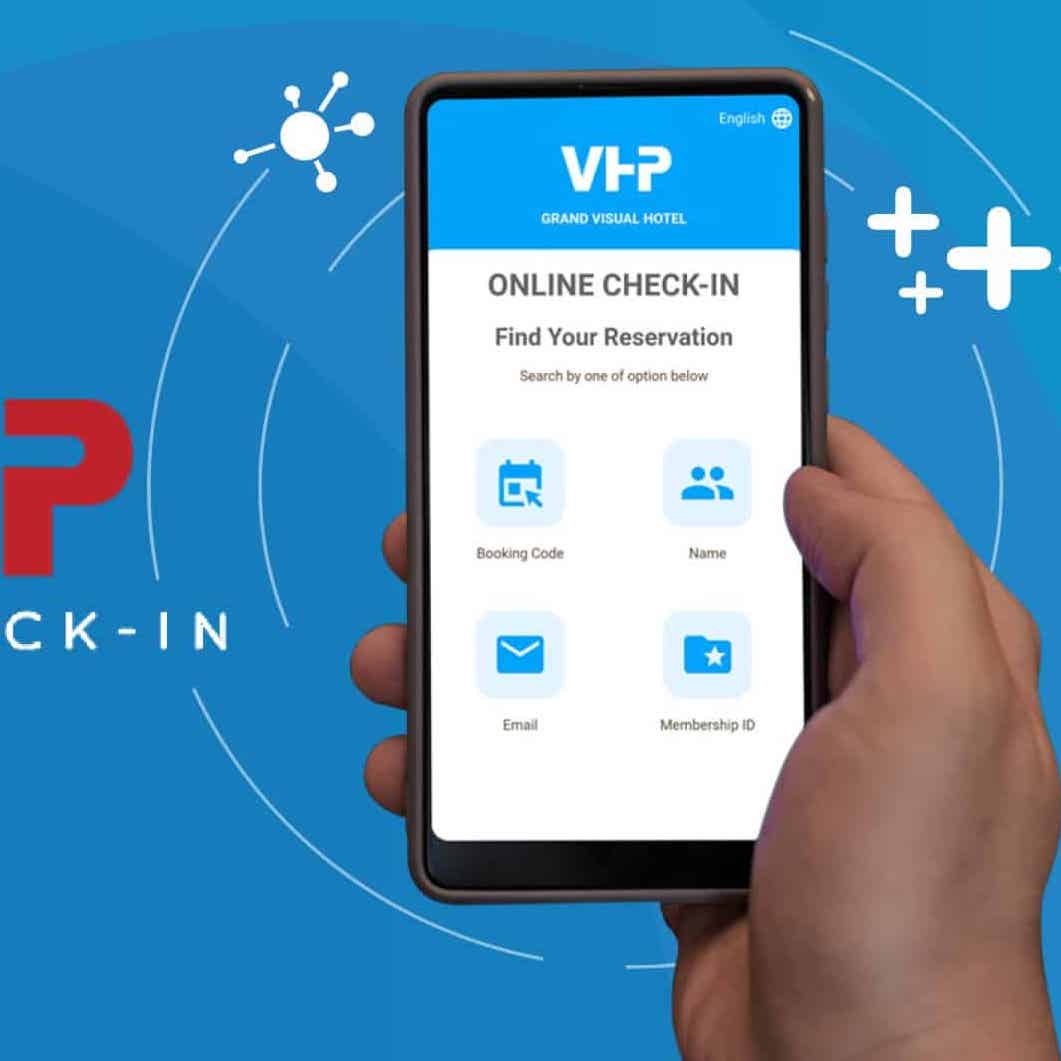 English
VHP
GRAND VISUAL HOTEL
ONLINE CHECK-IN
Find Your Reservation
Search by one of option below
Booking Code
Name
Email
Membership ID
P
CK-IN